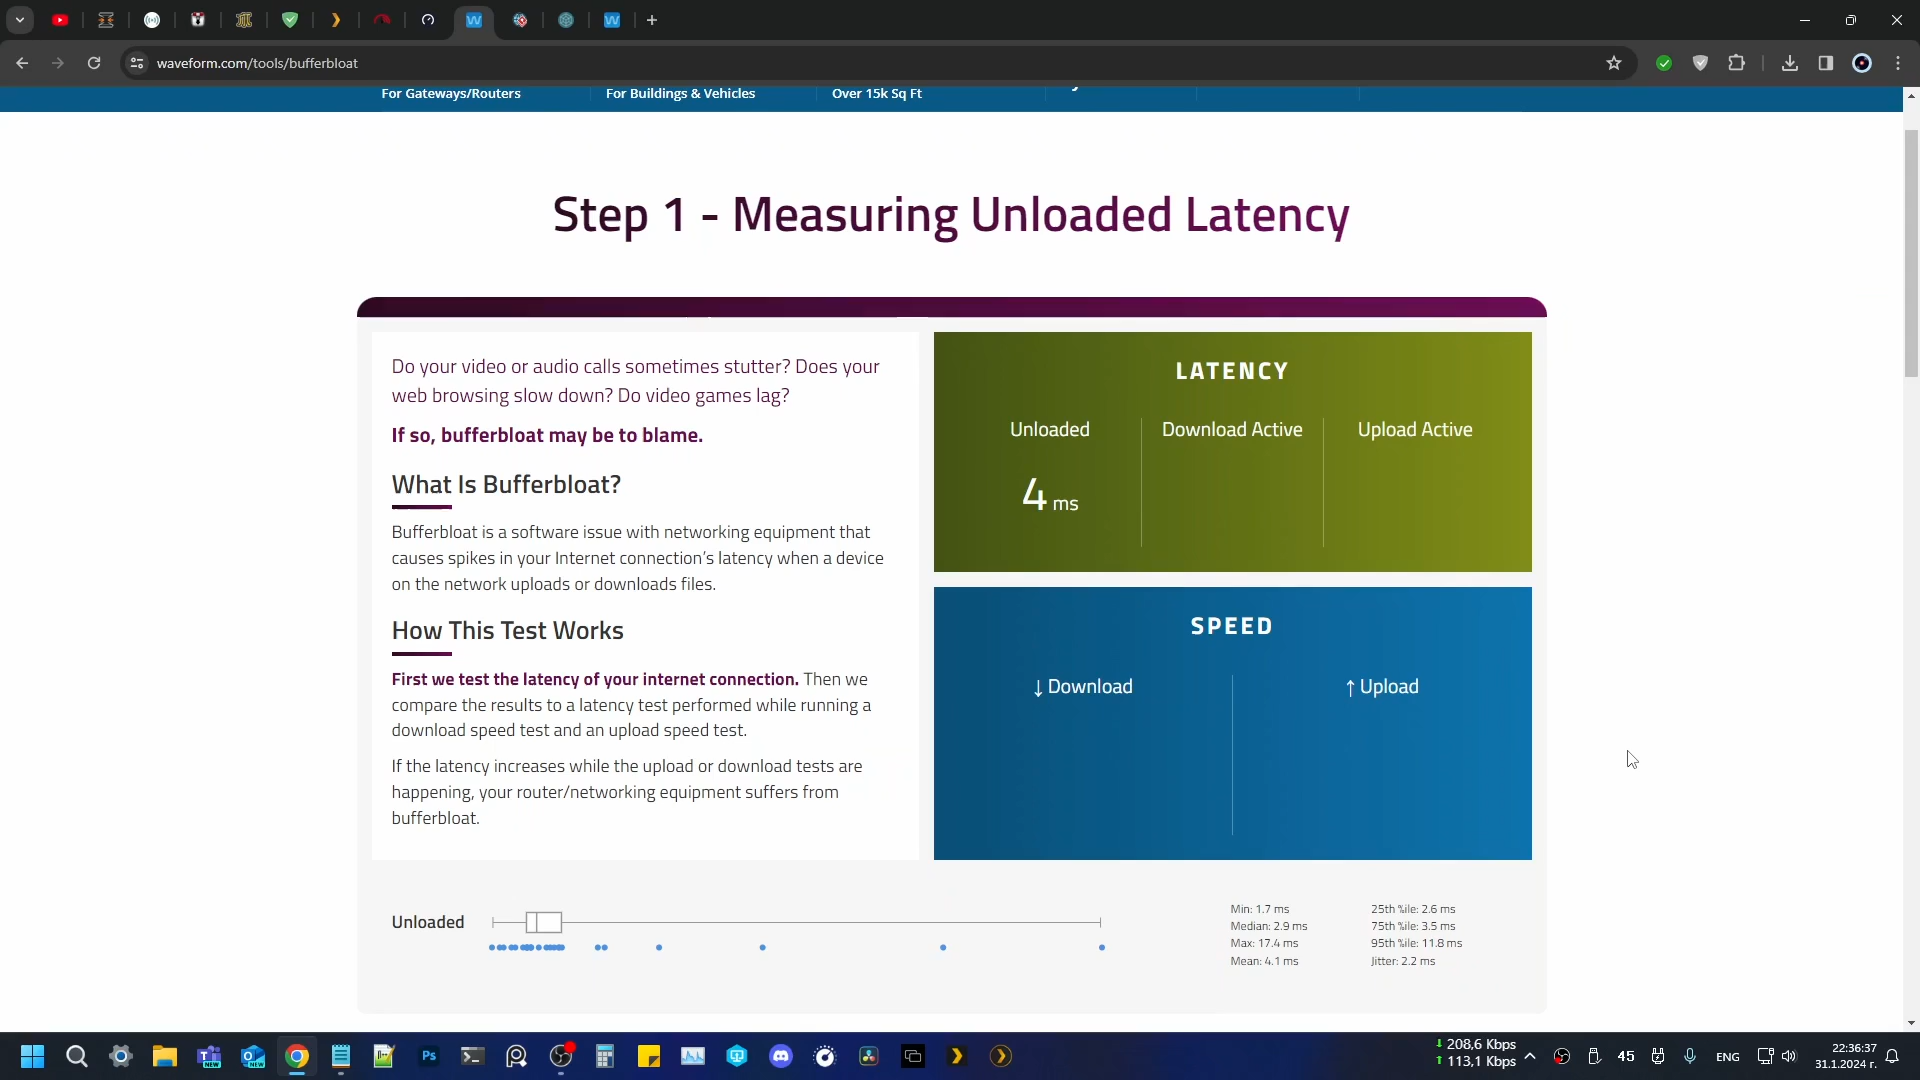 waveform.com/tools/bufferbloat
For Gateways/Routers
For Buildings & Vehicles
Over 15k Sq Ft
Step 1 - Measuring Unloaded Latency
Do your video or audio calls sometimes stutter? Does your
web browsing slow down? Do video games lag?
If so, bufferbloat may be to blame.
What Is Bufferbloat?
Bufferbloat is a software issue with networking equipment that
causes spikes in your Internet connection's latency when a device
on the network uploads or downloads files.
How This Test Works
First we test the latency of your internet connection. Then we
compare the results to a latency test performed while running a
download speed test and an upload speed test.
If the latency increases while the upload or download tests are
happening, your router/networking equipment suffers from
bufferbloat.
LATENCY
Unloaded
Download Active
Upload Active
4 ms
SPEED
↓ Download
↑ Upload
Unloaded
Min: 1.7 ms
Median: 2.9 ms
Max: 17.4 ms
Mean: 4.1 ms
25th %ile: 2.6 ms
75th %ile: 3.5 ms
95th %ile: 11.8 ms
Jitter: 2.2 ms
208,6 Kbps
113,1 Kbps
45
ENG
22:36:37
31.1.2024 г.